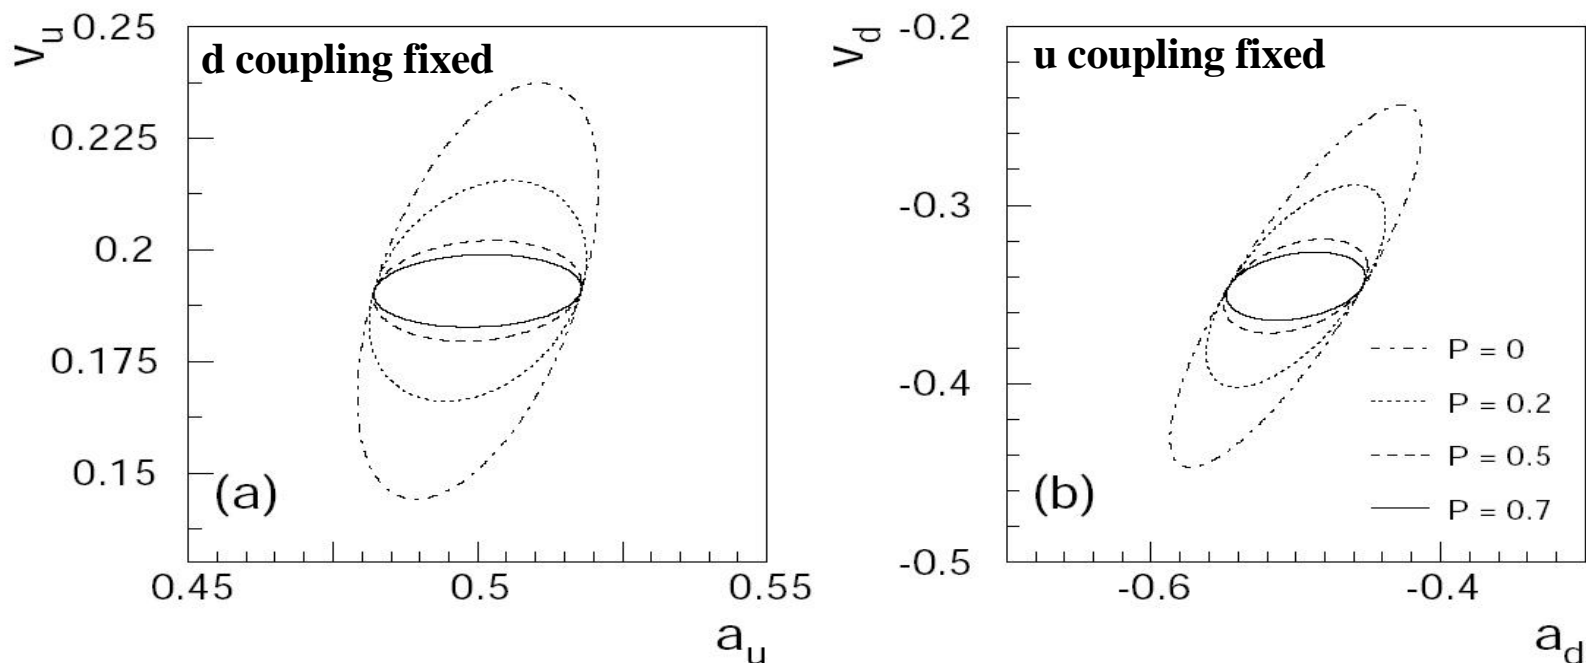 v_u
0.25
d coupling fixed
0.225
0.2
0.175
0.15
(a)
0.45
0.5
0.55
a_u
v_d
-0.2
u coupling fixed
-0.3
-0.4
-0.5
(b)
P = 0
P = 0.2
P = 0.5
P = 0.7
-0.6
-0.4
a_d